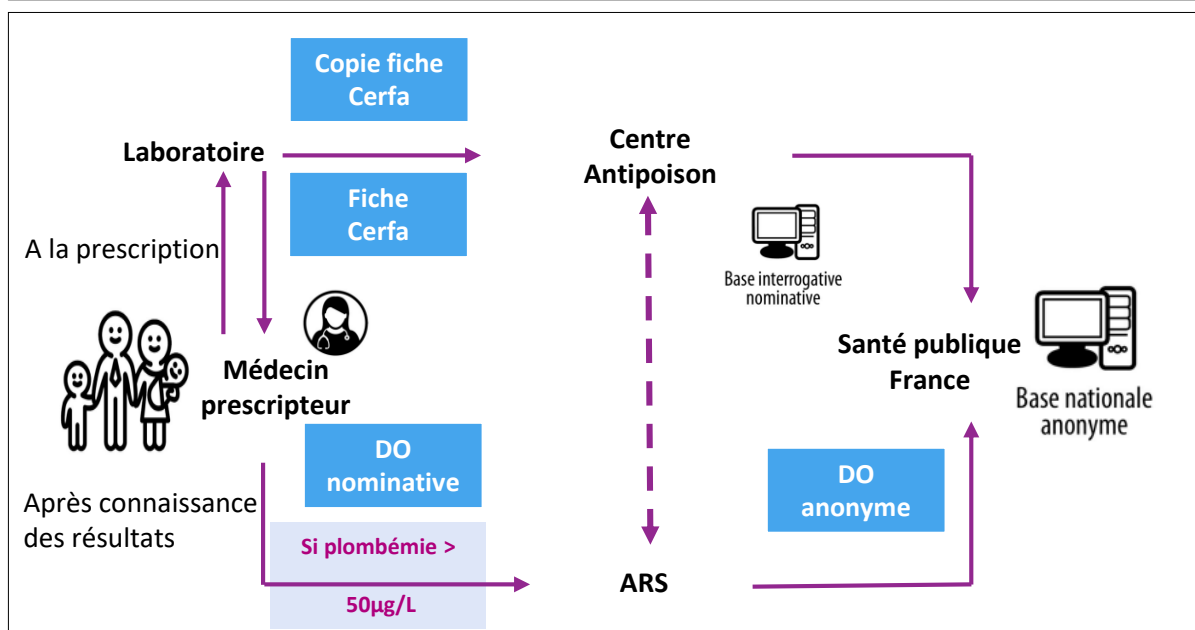 Copie fiche
Cerfa
Laboratoire
Centre
Antipoison
Fiche
Cerfa
A la prescription
Base interrogative
nominative
Médecin
prescripteur
Santé publique
France
Base nationale
anonyme
DO
nominative
DO
anonyme
Après connaissance
des résultats
Si plombémie >
50µg/L
ARS